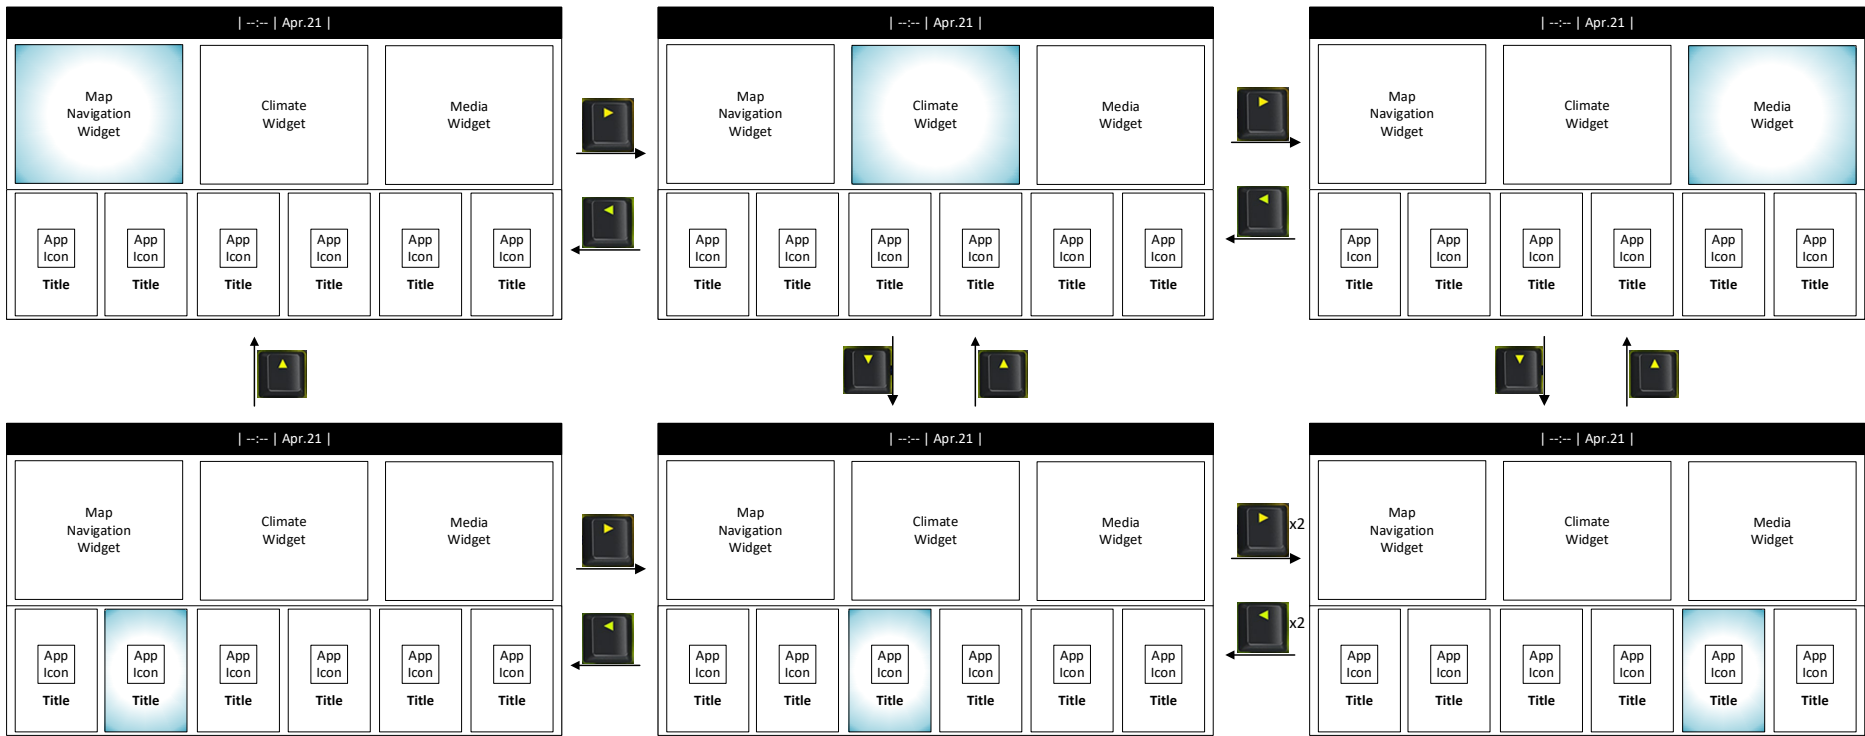 | --:-- | Apr.21 |
Map
Navigation
Widget
Climate
Widget
Media
Widget
App
Icon
Title
App
Icon
Title
App
Icon
Title
App
Icon
Title
App
Icon
Title
App
Icon
Title
| --:-- | Apr.21 |
Map
Navigation
Widget
Climate
Widget
Media
Widget
App
Icon
Title
App
Icon
Title
App
Icon
Title
App
Icon
Title
App
Icon
Title
App
Icon
Title
| --:-- | Apr.21 |
Map
Navigation
Widget
Climate
Widget
Media
Widget
App
Icon
Title
App
Icon
Title
App
Icon
Title
App
Icon
Title
App
Icon
Title
App
Icon
Title
| --:-- | Apr.21 |
Map
Navigation
Widget
Climate
Widget
Media
Widget
App
Icon
Title
App
Icon
Title
App
Icon
Title
App
Icon
Title
App
Icon
Title
App
Icon
Title
| --:-- | Apr.21 |
Map
Navigation
Widget
Climate
Widget
Media
Widget
App
Icon
Title
App
Icon
Title
App
Icon
Title
App
Icon
Title
App
Icon
Title
App
Icon
Title
x2
x2
| --:-- | Apr.21 |
Map
Navigation
Widget
Climate
Widget
Media
Widget
App
Icon
Title
App
Icon
Title
App
Icon
Title
App
Icon
Title
App
Icon
Title
App
Icon
Title